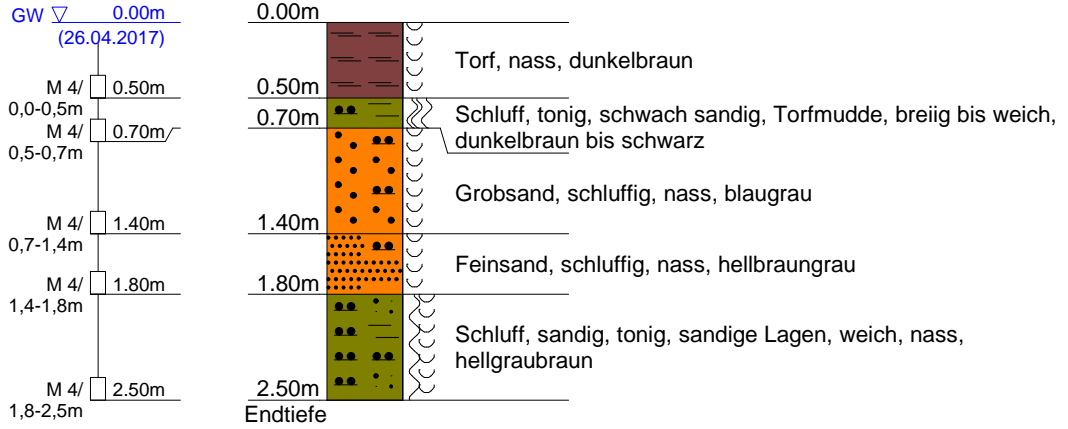 GW 0.00m
(26.04.2017)
M 4/ 0.50m
0,0-0,5m
M 4/ 0.70m
0,5-0,7m
M 4/ 1.40m
0,7-1,4m
M 4/ 1.80m
1,4-1,8m
M 4/ 2.50m
1,8-2,5m
0.00m
Torf, nass, dunkelbraun
0.50m
Schluff, tonig, schwach sandig, Torfmudde, breiig bis weich,
dunkelbraun bis schwarz
0.70m
Grobsand, schluffig, nass, blaugrau
1.40m
Feinsand, schluffig, nass, hellbraungrau
1.80m
Schluff, sandig, tonig, sandige Lagen, weich, nass,
hellgraubraun
2.50m
Endtiefe